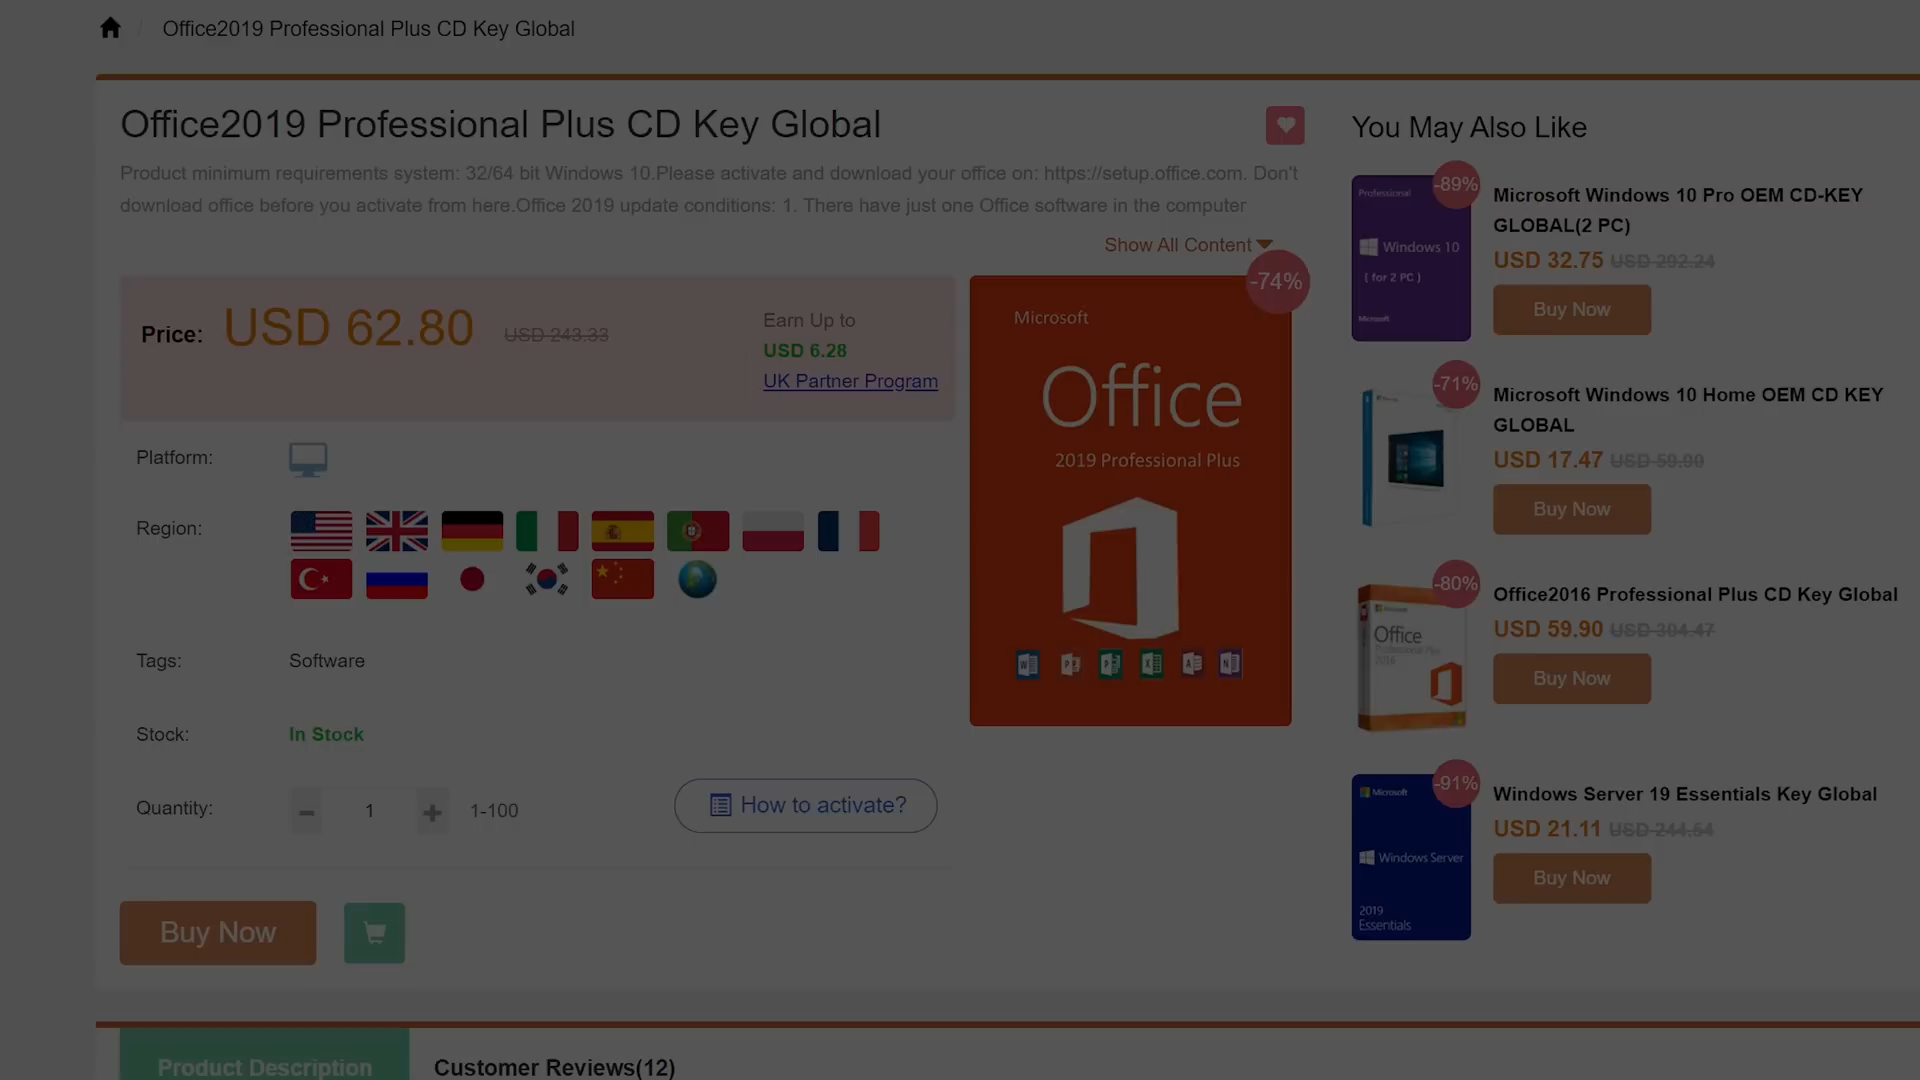 Office2019 Professional Plus CD Key Global
Office2019 Professional Plus CD Key Global
Product minimum requirements system: 32/64 bit Windows 10.Please activate and download your office on: https://setup.office.com. Don't
download office before you activate from here.Office 2019 update conditions: 1. There have just one Office software in the computer
Show All Content
Price: USD 62.80 USD 243.33
Earn Up to
USD 6.28
UK Partner Program
-74%
Microsoft
Office
2019 Professional Plus
Platform:
Region:
Tags: Software
Stock: In Stock
Quantity: 1 1-100
How to activate?
Buy Now
Product Description
Customer Reviews(12)
You May Also Like
-89%
Professional
Windows 10
( for 2 PC )
Microsoft
Microsoft Windows 10 Pro OEM CD-KEY
GLOBAL(2 PC)
USD 32.75 USD 292.24
Buy Now
-71%
Microsoft Windows 10 Home OEM CD KEY
GLOBAL
USD 17.47 USD 59.90
Buy Now
-80%
Microsoft
Office
Professional Plus
2016
Office2016 Professional Plus CD Key Global
USD 59.90 USD 304.47
Buy Now
-91%
Microsoft
Windows Server
2019
Essentials
Windows Server 19 Essentials Key Global
USD 21.11 USD 244.54
Buy Now